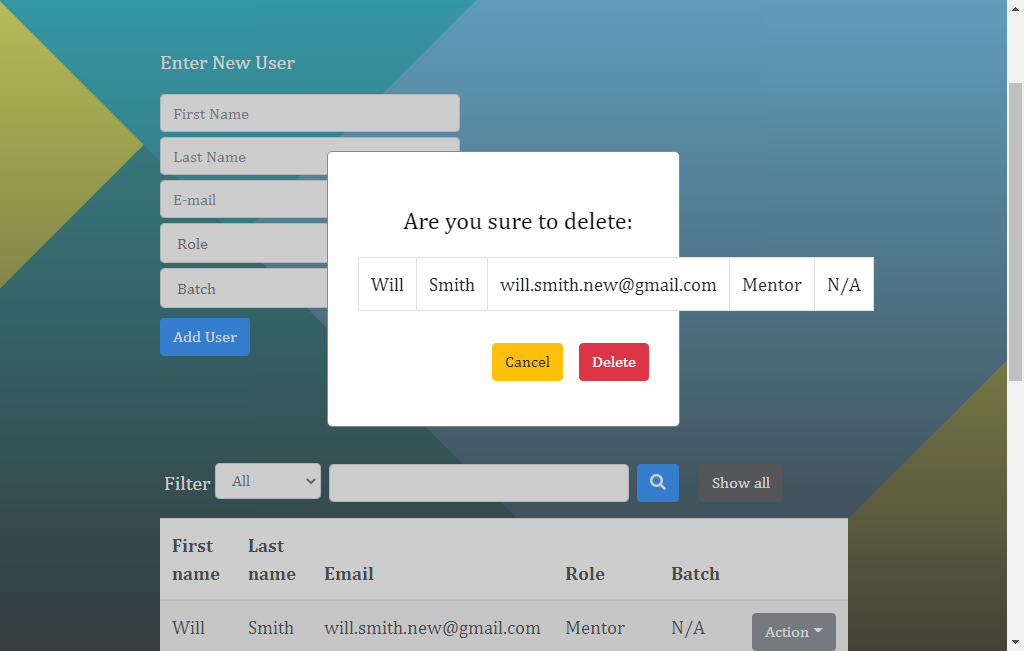 Enter New User
First Name
Last Name
E-mail
Role
Batch
Add User
Are you sure to delete:
Will Smith will.smith.new@gmail.com Mentor N/A
Cancel Delete
Filter All Show all
First name Last name Email Role Batch
Will Smith will.smith.new@gmail.com Mentor N/A Action